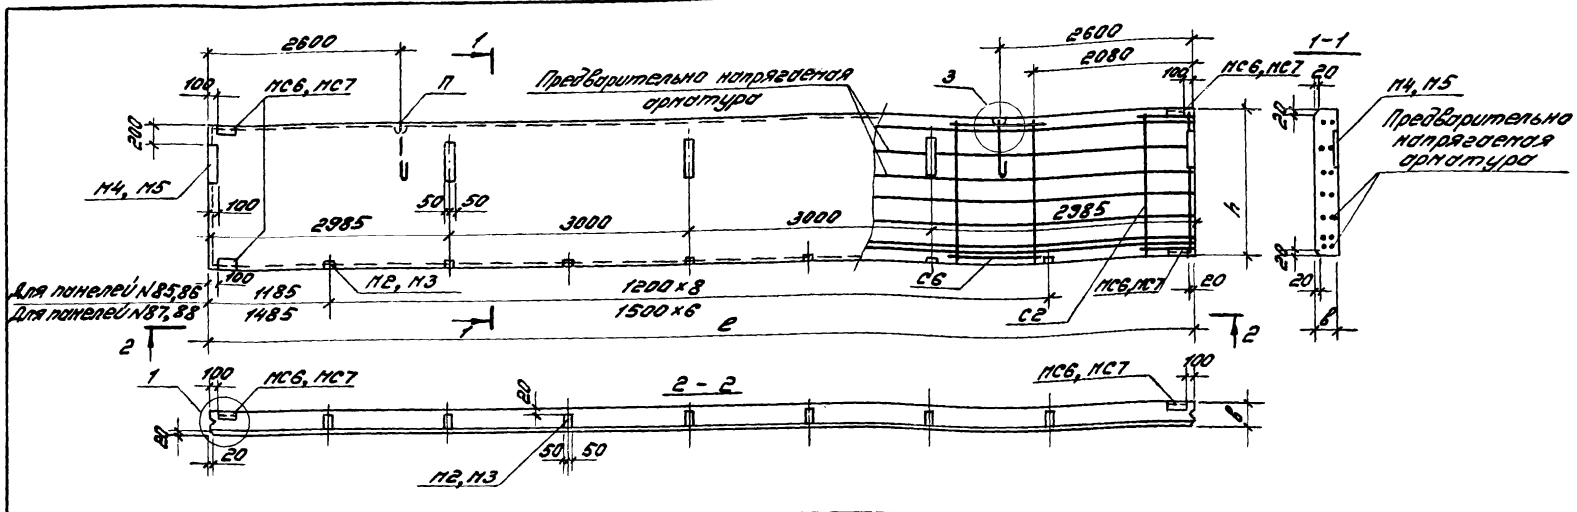 2600
1
2600
1-1
2080
100
МС6, МС7
П
Предварительно напрягаемая
арматура
3
100
МС6, МС7
20
М4, М5
200
20
Предварительно
напрягаемая
арматура
М4, М5
50
50
100
2985
3000
3000
2985
h
100
М2, М3
С6
МС6, МС7
20
20
20
Для панелей N85,86
1185
1200×8
Для панелей N87,88
1485
1500×6
С2
в
1
2
ℓ
2
1
100
МС6, МС7
2-2
МС6, МС7
100
20
20
20
50
50
М2, М3
в